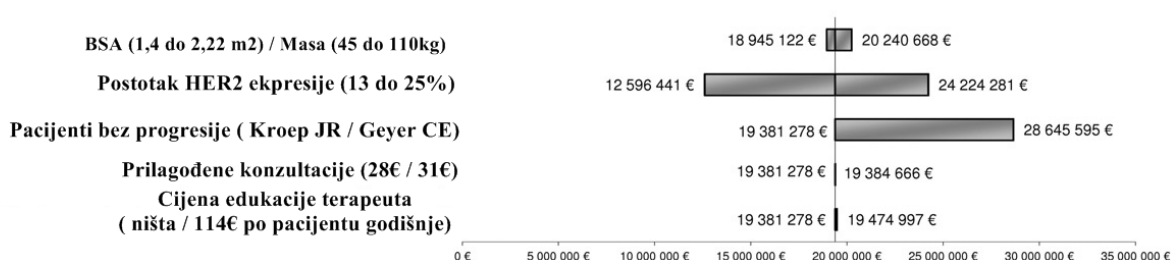 BSA (1,4 do 2,22 m2) / Masa (45 do 110kg)
18 945 122 €
20 240 668 €
Postotak HER2 ekpresije (13 do 25%)
12 596 441 €
24 224 281 €
Pacijenti bez progresije ( Kroep JR / Geyer CE)
19 381 278 €
28 645 595 €
Prilagođene konzultacije (28€ / 31€)
19 381 278 €
19 384 666 €
Cijena edukacije terapeuta
( ništa / 114€ po pacijentu godišnje)
19 381 278 €
19 474 997 €
0 €
5 000 000 €
10 000 000 €
15 000 000 €
20 000 000 €
25 000 000 €
30 000 000 €
35 000 000 €